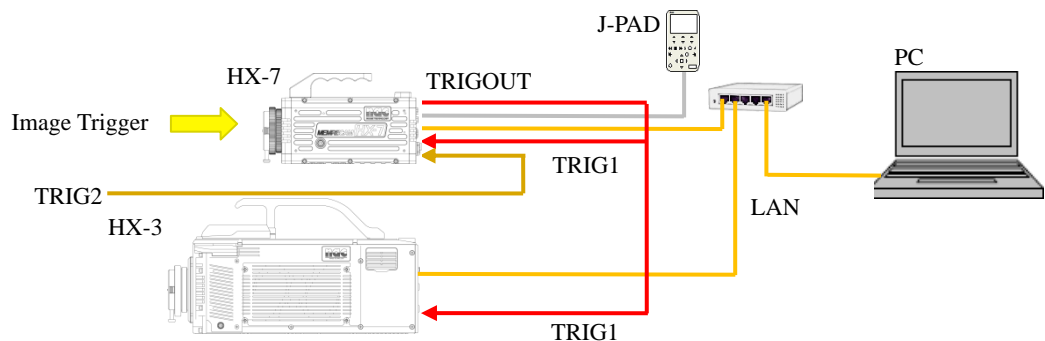 J-PAD
HX-7
PC
TRIGOUT
Image Trigger
TRIG1
TRIG2
LAN
HX-3
TRIG1